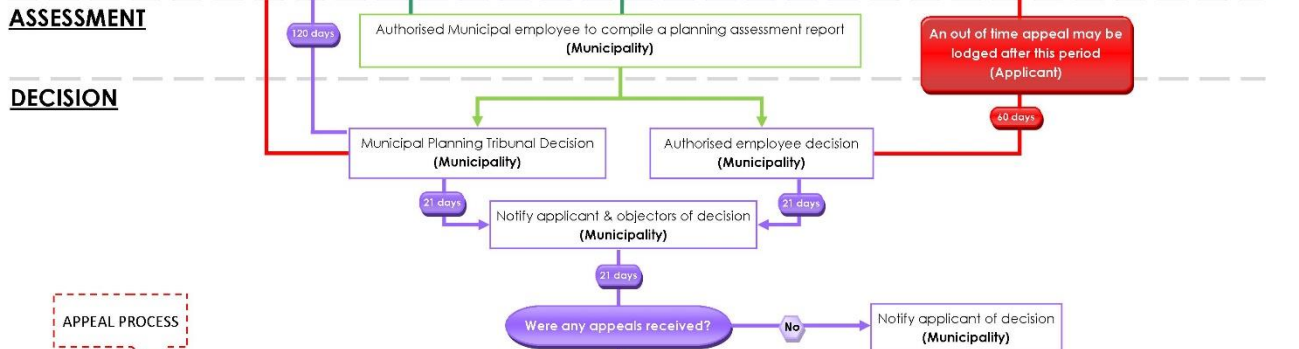 ASSESSMENT
120 days
Authorised Municipal employee to compile a planning assessment report
(Municipality)
An out of time appeal may be
lodged after this period
(Applicant)
DECISION
60 days
Municipal Planning Tribunal Decision
(Municipality)
Authorised employee decision
(Municipality)
21 days
21 days
Notify applicant & objectors of decision
(Municipality)
21 days
APPEAL PROCESS
Were any appeals received?
No
Notify applicant of decision
(Municipality)